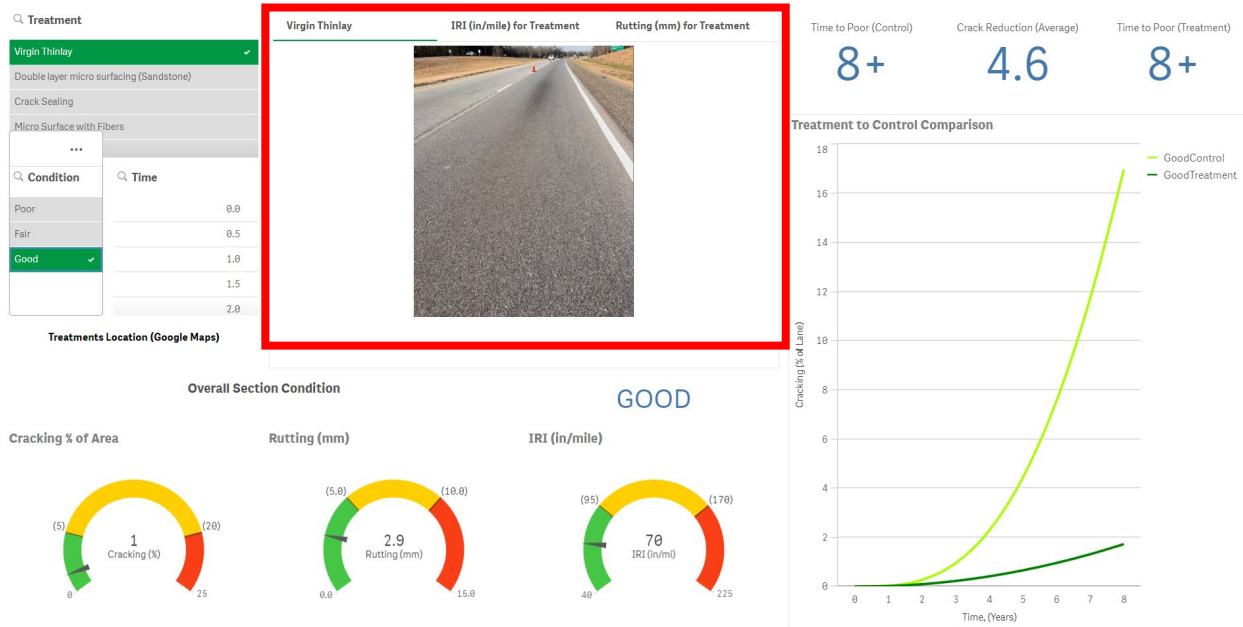 Treatment
Virgin Thinlay
Double layer micro surfacing (Sandstone)
Crack Sealing
Micro Surface with Fibers
...
Condition
Time
Poor
0.0
Fair
0.5
Good
1.0
1.5
2.0
Treatments Location (Google Maps)
Virgin Thinlay
IRI (in/mile) for Treatment
Rutting (mm) for Treatment
Time to Poor (Control)
8+
Crack Reduction (Average)
4.6
Time to Poor (Treatment)
8+
Treatment to Control Comparison
GoodControl
GoodTreatment
Cracking (% of Lane)
18
16
14
12
10
8
6
4
2
0
0 1 2 3 4 5 6 7 8
Time, (Years)
Overall Section Condition
GOOD
Cracking % of Area
(5)
(20)
1
Cracking (%)
0
25
Rutting (mm)
(5.0)
(10.0)
2.9
Rutting (mm)
0.0
15.0
IRI (in/mile)
(95)
(170)
70
IRI (in/mi)
40
225